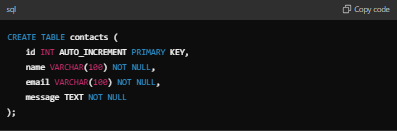 sql
Copy code
CREATE TABLE contacts (
    id INT AUTO_INCREMENT PRIMARY KEY,
    name VARCHAR(100) NOT NULL,
    email VARCHAR(100) NOT NULL,
    message TEXT NOT NULL
);